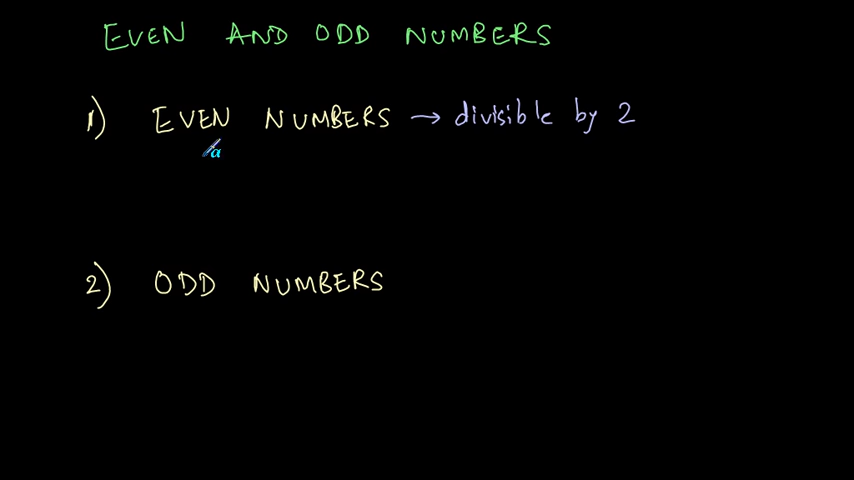 EVEN AND ODD NUMBERS
1) EVEN NUMBERS → divisible by 2
2) ODD NUMBERS